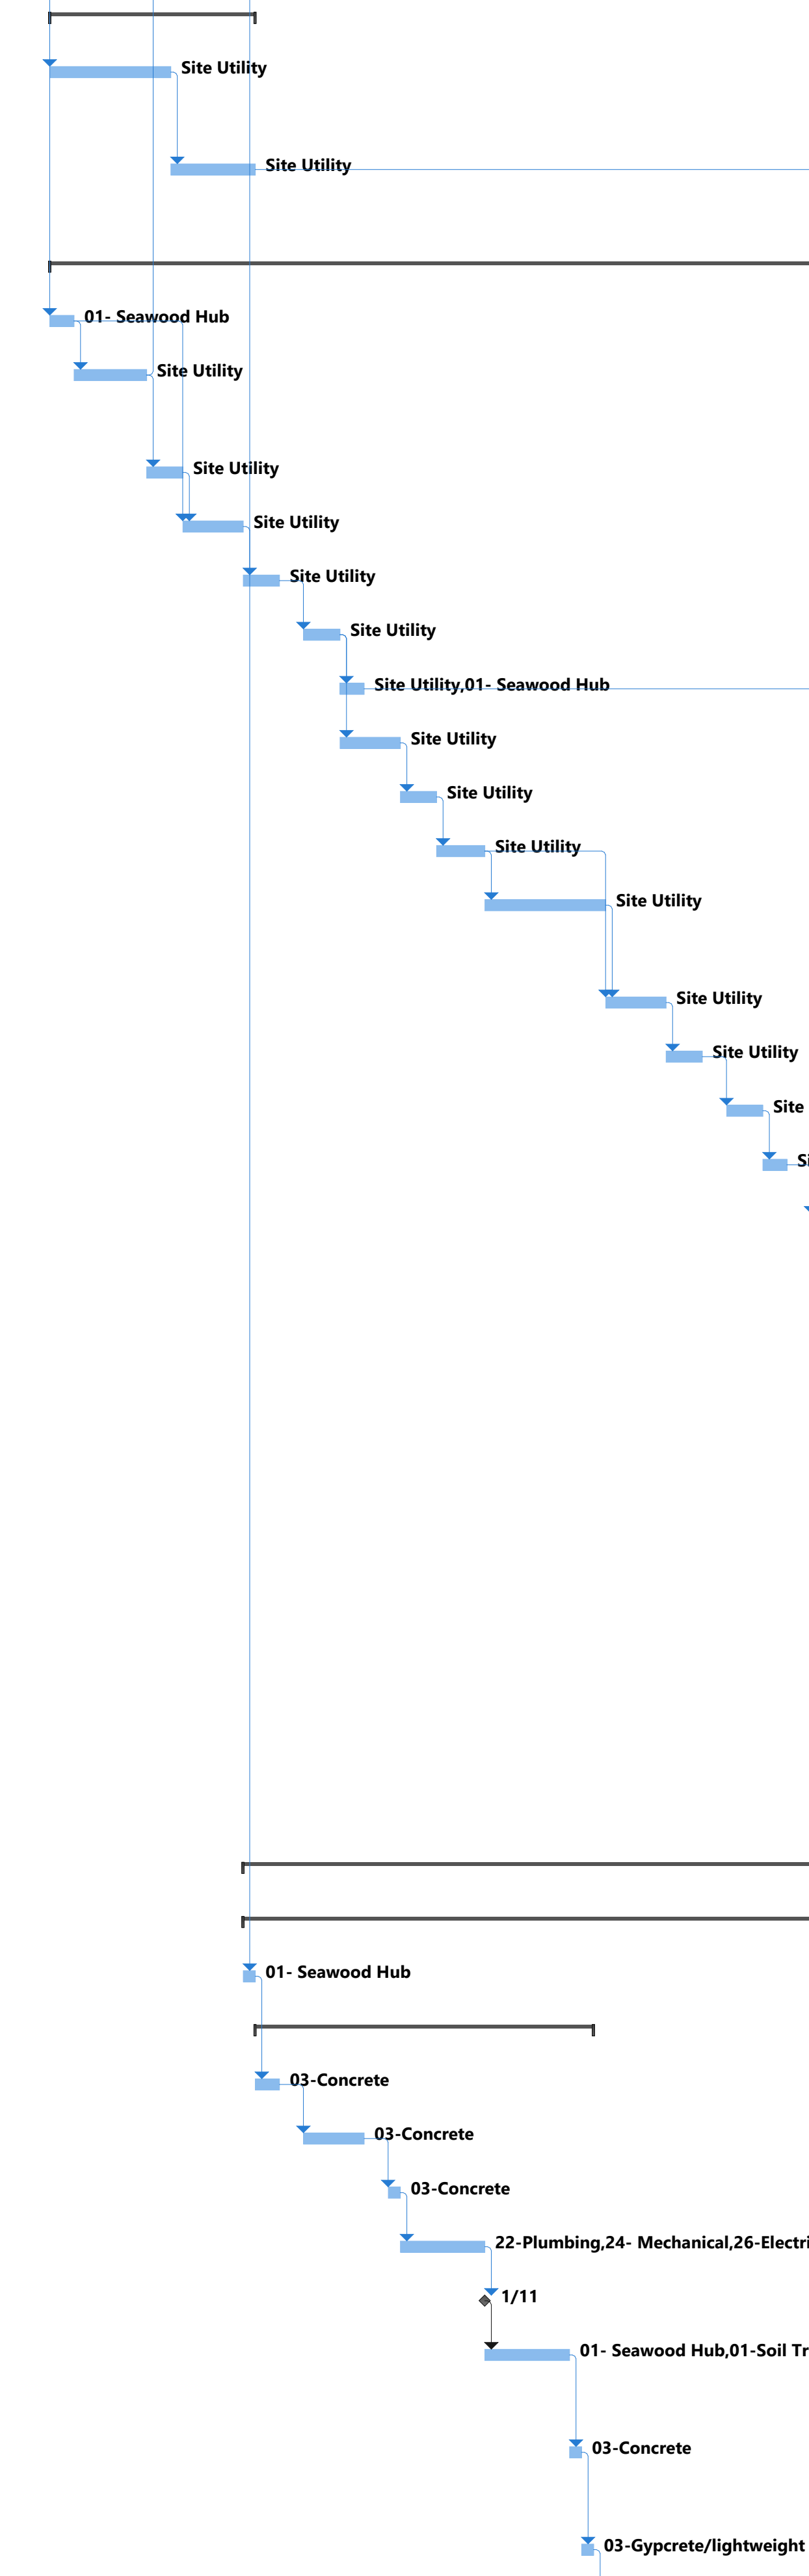 Site Utility
Site Utility
01- Seawood Hub
Site Utility
Site Utility
Site Utility
Site Utility
Site Utility
Site Utility,01- Seawood Hub
Site Utility
Site Utility
Site Utility
Site Utility
Site Utility
Site Utility
Site
Si
01- Seawood Hub
03-Concrete
03-Concrete
03-Concrete
22-Plumbing,24- Mechanical,26-Electri
1/11
01- Seawood Hub,01-Soil Tr
03-Concrete
03-Gypcrete/lightweight